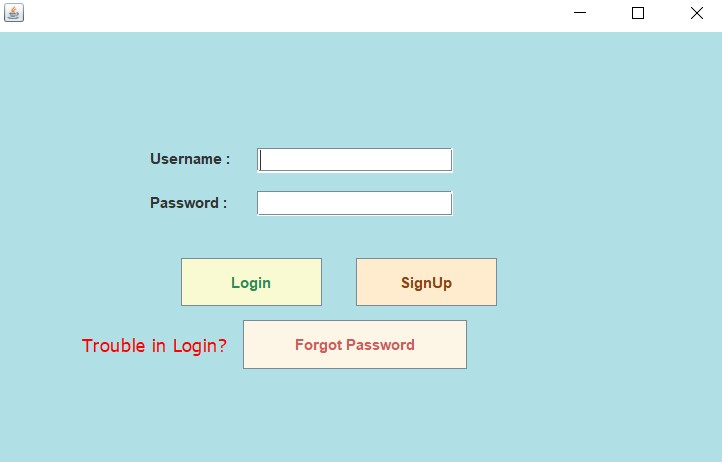 Username :
Password :
Login
SignUp
Trouble in Login?
Forgot Password